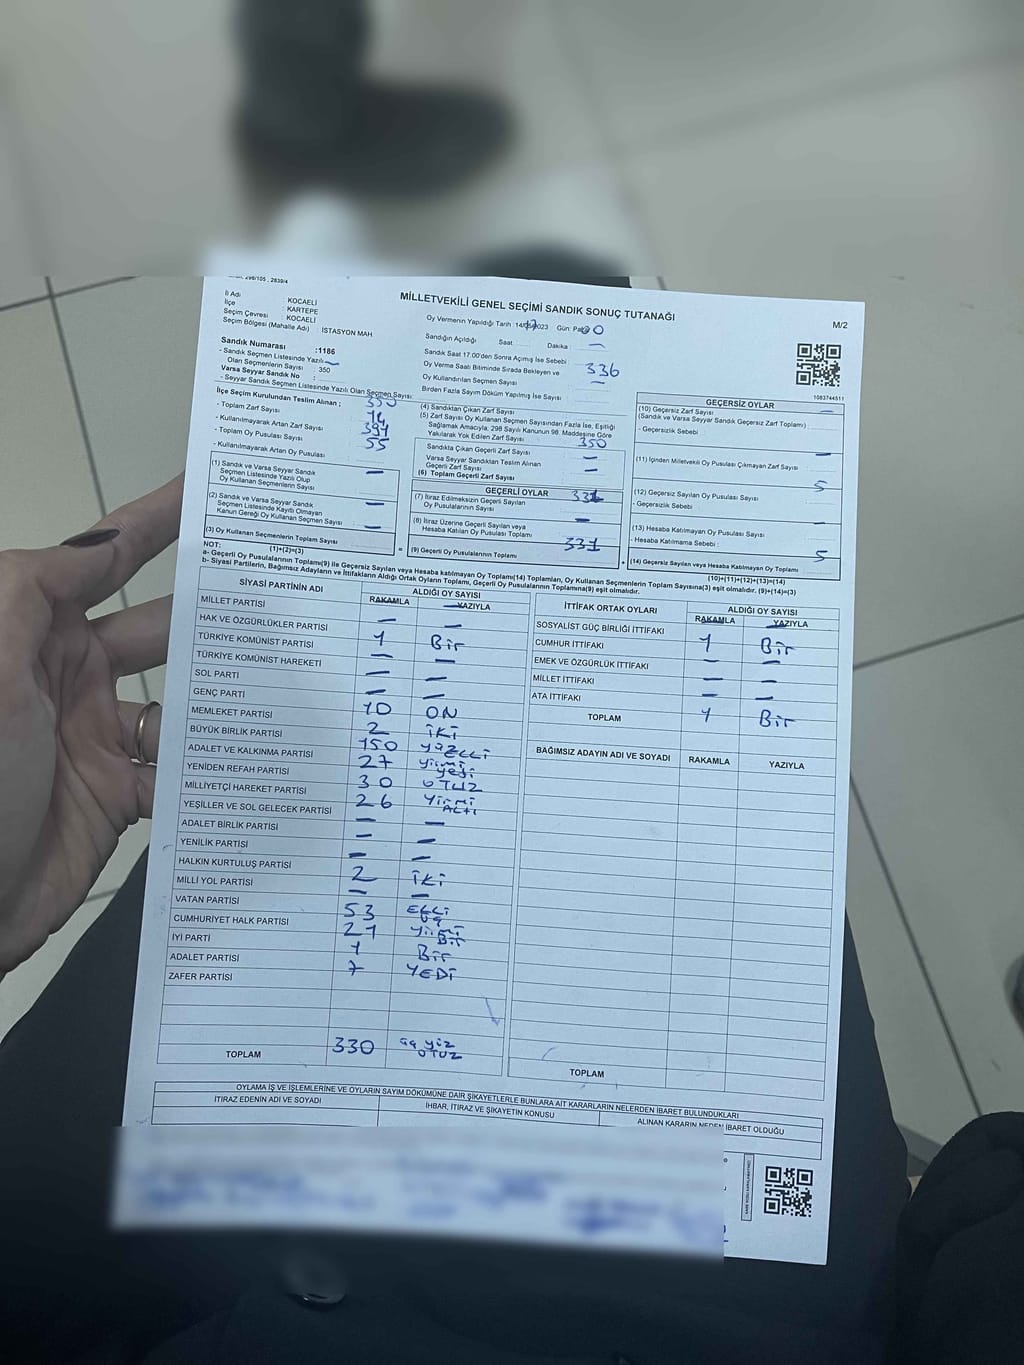 MİLLETVEKİLİ GENEL SEÇİMİ SANDIK SONUÇ TUTANAĞI
M/2
İl Adı : KOCAELİ
İlçe : KARTEPE
Seçim Çevresi : KOCAELİ
Seçim Bölgesi (Mahalle Adı) : İSTASYON MAH
Sandık Numarası :1186
- Sandık Seçmen Listesinde Yazılı
Olan Seçmenlerin Sayısı : 350
Varsa Seyyar Sandık No :
- Seyyar Sandık Seçmen Listesinde Yazılı Olan Seçmen Sayısı:
Oy Vermenin Yapıldığı Tarih
Sandığın Açıldığı Saat Dakika : —
Sandık Saat 17.00'den Sonra Açılmış İse Sebebi :
Oy Verme Saati Bitiminde Sırada Bekleyen ve
Oy Kullandırılan Seçmen Sayısı
336
Birden Fazla Sayım Döküm Yapılmış İse Sayısı —
1083744511
İlçe Seçim Kurulundan Teslim Alınan ;
- Toplam Zarf Sayısı
- Kullanılmayarak Artan Zarf Sayısı
- Toplam Oy Pusulası Sayısı
- Kullanılmayarak Artan Oy Pusulası 55
(1) Sandık ve Varsa Seyyar Sandık
Seçmen Listesinde Yazılı Olup
Oy Kullanan Seçmenlerin Sayısı —
(2) Sandık ve Varsa Seyyar Sandık
Seçmen Listesinde Kayıtlı Olmayan
Kanun Gereği Oy Kullanan Seçmen Sayısı —
(3) Oy Kullanan Seçmenlerin Toplam Sayısı —
(1)+(2)=(3)
(4) Sandıktan Çıkan Zarf Sayısı
(5) Zarf Sayısı Oy Kullanan Seçmen Sayısından Fazla İse, Eşitliği
Sağlamak Amacıyla, 298 Sayılı Kanunun 98. Maddesine Göre
Yakılarak Yok Edilen Zarf Sayısı 350
Sandıkta Çıkan Geçerli Zarf Sayısı —
Varsa Seyyar Sandıktan Teslim Alınan
Geçerli Zarf Sayısı —
(6) Toplam Geçerli Zarf Sayısı
GEÇERLİ OYLAR
(7) İtiraz Edilmeksizin Geçerli Sayılan
Oy Pusulalarının Sayısı
(8) İtiraz Üzerine Geçerli Sayılan veya
Hesaba Katılan Oy Pusulası Toplamı —
= (9) Geçerli Oy Pusulalarının Toplamı 331
GEÇERSİZ OYLAR
(10) Geçersiz Zarf Sayısı —
(Sandık ve Varsa Seyyar Sandık Geçersiz Zarf Toplamı) :
- Geçersizlik Sebebi :
(11) İçinden Milletvekili Oy Pusulası Çıkmayan Zarf Sayısı —
(12) Geçersiz Sayılan Oy Pusulası Sayısı 5
- Geçersizlik Sebebi :
(13) Hesaba Katılmayan Oy Pusulası Sayısı —
- Hesaba Katılmama Sebebi :
+ (14) Geçersiz Sayılan veya Hesaba Katılmayan Oy Toplamı 5
(10)+(11)+(12)+(13)=(14)
NOT:
a- Geçerli Oy Pusulalarının Toplamı(9) ile Geçersiz Sayılan veya Hesaba katılmayan Oy Toplamı(14) Toplamları, Oy Kullanan Seçmenlerin Toplam Sayısına(3) eşit olmalıdır. (9)+(14)=(3)
b- Siyasi Partilerin, Bağımsız Adayların ve İttifakların Aldığı Ortak Oyların Toplamı, Geçerli Oy Pusulalarının Toplamına(9) eşit olmalıdır.
SİYASİ PARTİNİN ADI ALDIĞI OY SAYISI
RAKAMLA YAZIYLA
MİLLET PARTİSİ — —
HAK VE ÖZGÜRLÜKLER PARTİSİ — —
TÜRKİYE KOMÜNİST PARTİSİ 1 Bir
TÜRKİYE KOMÜNİST HAREKETİ — —
SOL PARTİ — —
GENÇ PARTİ — —
MEMLEKET PARTİSİ 10 ON
BÜYÜK BİRLİK PARTİSİ 2 İKİ
ADALET VE KALKINMA PARTİSİ 150 yüzELLİ
YENİDEN REFAH PARTİSİ 27 yirmi yedi
MİLLİYETÇİ HAREKET PARTİSİ 30 OTUZ
YEŞİLLER VE SOL GELECEK PARTİSİ 26 Yirmi ALTI
ADALET BİRLİK PARTİSİ — —
YENİLİK PARTİSİ — —
HALKIN KURTULUŞ PARTİSİ — —
MİLLİ YOL PARTİSİ 2 İKİ
VATAN PARTİSİ — —
CUMHURİYET HALK PARTİSİ 53 ELLİ üç
İYİ PARTİ 21 yirmi Bir
ADALET PARTİSİ 1 Bir
ZAFER PARTİSİ 7 YEDİ
TOPLAM 330 üç yüz OTUZ
İTTİFAK ORTAK OYLARI ALDIĞI OY SAYISI
RAKAMLA YAZIYLA
SOSYALİST GÜÇ BİRLİĞİ İTTİFAKI — —
CUMHUR İTTİFAKI 1 Bir
EMEK VE ÖZGÜRLÜK İTTİFAKI — —
MİLLET İTTİFAKI — —
ATA İTTİFAKI — —
TOPLAM 1 Bir
BAĞIMSIZ ADAYIN ADI VE SOYADI RAKAMLA YAZIYLA
TOPLAM
OYLAMA İŞ VE İŞLEMLERİNE VE OYLARIN SAYIM DÖKÜMÜNE DAİR ŞİKAYETLERLE BUNLARA AİT KARARLARIN NELERDEN İBARET BULUNDUKLARI
İTİRAZ EDENİN ADI VE SOYADI
İHBAR, İTİRAZ VE ŞİKAYETİN KONUSU
ALINAN KARARIN NEDEN İBARET OLDUĞU